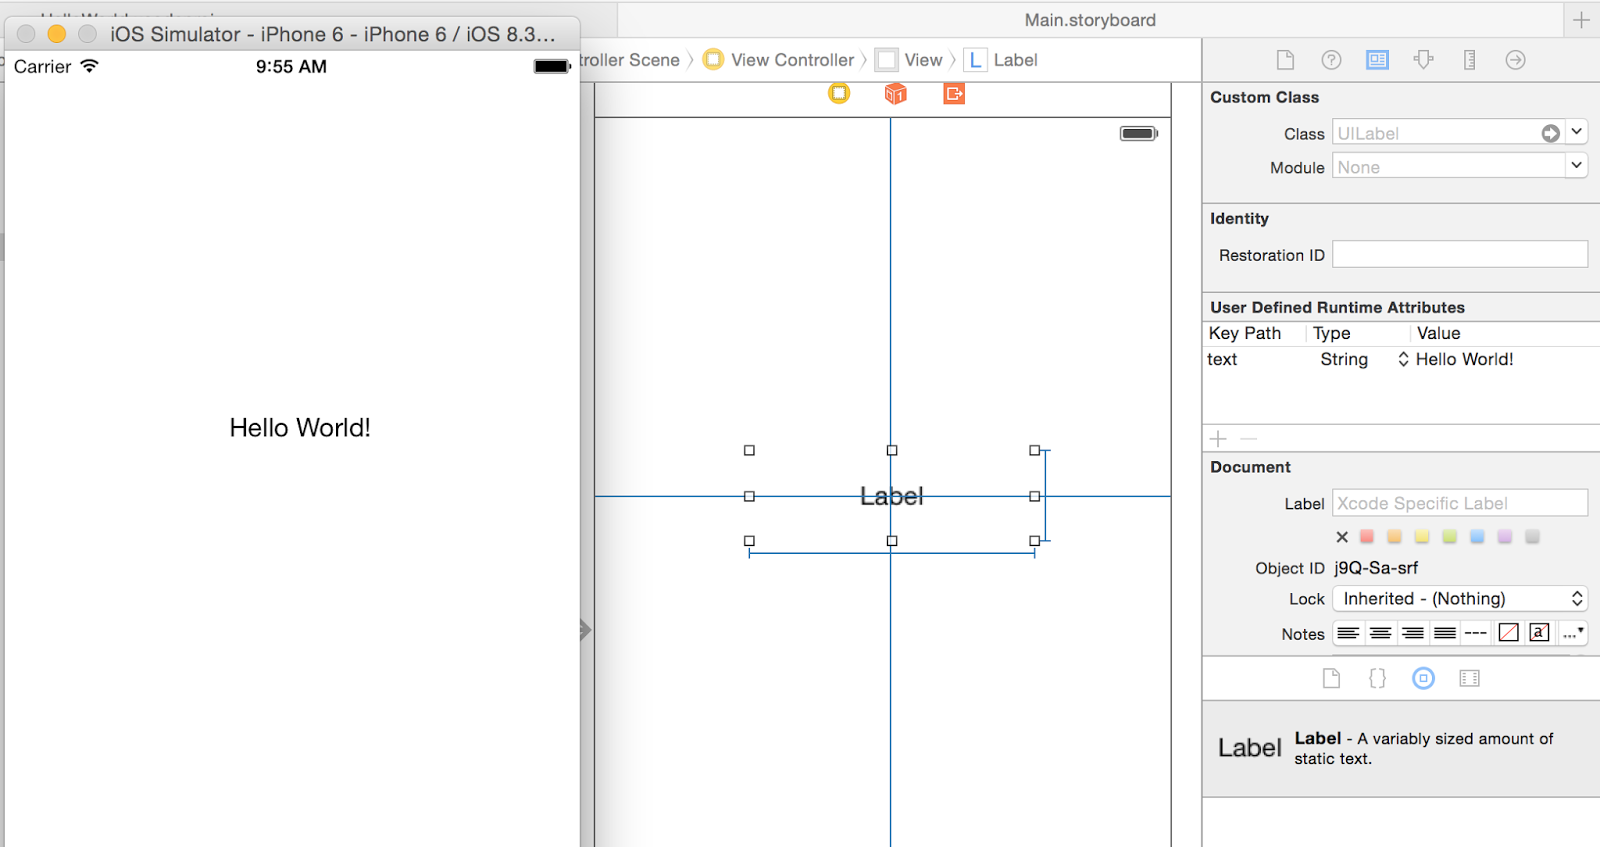 Main.storyboard
iOS Simulator - iPhone 6 - iPhone 6 / iOS 8.3...
Carrier
9:55 AM
Hello World!
troller Scene
View Controller
View
L Label
1
Label
Custom Class
Class UILabel
Module None
Identity
Restoration ID
User Defined Runtime Attributes
Key Path Type Value
text String Hello World!
Document
Label Xcode Specific Label
Object ID j9Q-Sa-srf
Lock Inherited - (Nothing)
Notes a ...
{}
Label Label - A variably sized amount of
static text.